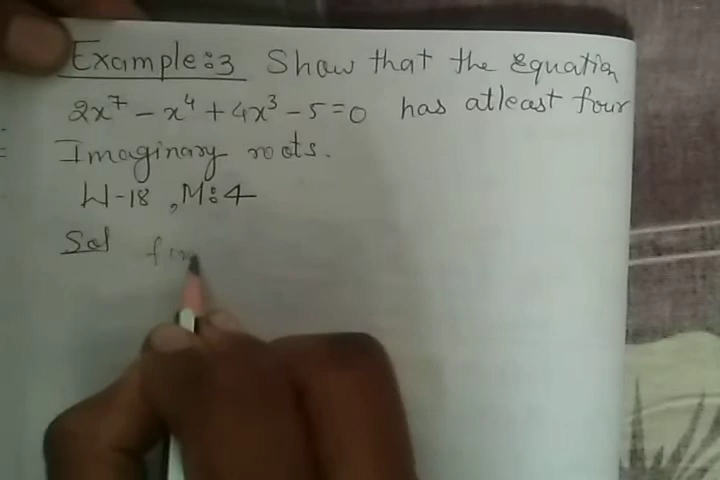 Example:3 Show that the Equation
2x⁷ - x⁴ + 4x³ - 5 = 0 has atleast four
Imaginary roots.
W-18, M:4
Sol